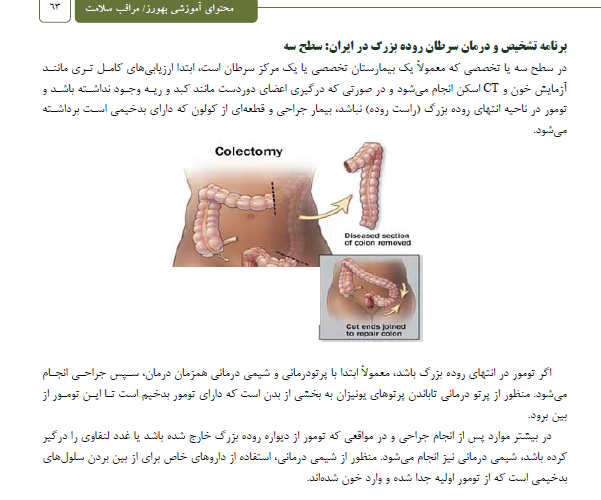 ۶۳
محتوای آموزشی بهورز/ مراقب سلامت
برنامه تشخیص و درمان سرطان روده بزرگ در ایران: سطح سه
در سطح سه یا تخصصی که معمولاً یک بیمارستان تخصصی یا یک مرکز سرطان است، ابتدا ارزیابی‌های کامل تری مانند
آزمایش خون و CT اسکن انجام می‌شود و در صورتی که درگیری اعضای دوردست مانند کبد و ریه وجود نداشته باشد و
تومور در ناحیه انتهای روده بزرگ (راست روده) نباشد، بیمار جراحی و قطعه‌ای از کولون که دارای بدخیمی است برداشته
می‌شود.
Colectomy
Diseased section
of colon removed
Cut ends joined
to repair colon
اگر تومور در انتهای روده بزرگ باشد، معمولاً ابتدا با پرتودرمانی و شیمی درمانی همزمان درمان، سپس جراحی انجام
می‌شود. منظور از پرتو درمانی تاباندن پرتوهای یونیزان به بخشی از بدن است که دارای تومور بدخیم است تا این تومور از
بین برود.
در بیشتر موارد پس از انجام جراحی و در مواقعی که تومور از دیواره روده بزرگ خارج شده باشد یا غدد لنفاوی را درگیر
کرده باشد، شیمی درمانی نیز انجام می‌شود. منظور از شیمی درمانی، استفاده از داروهای خاص برای از بین بردن سلول‌های
بدخیمی است که از تومور اولیه جدا شده و وارد خون شده‌اند.